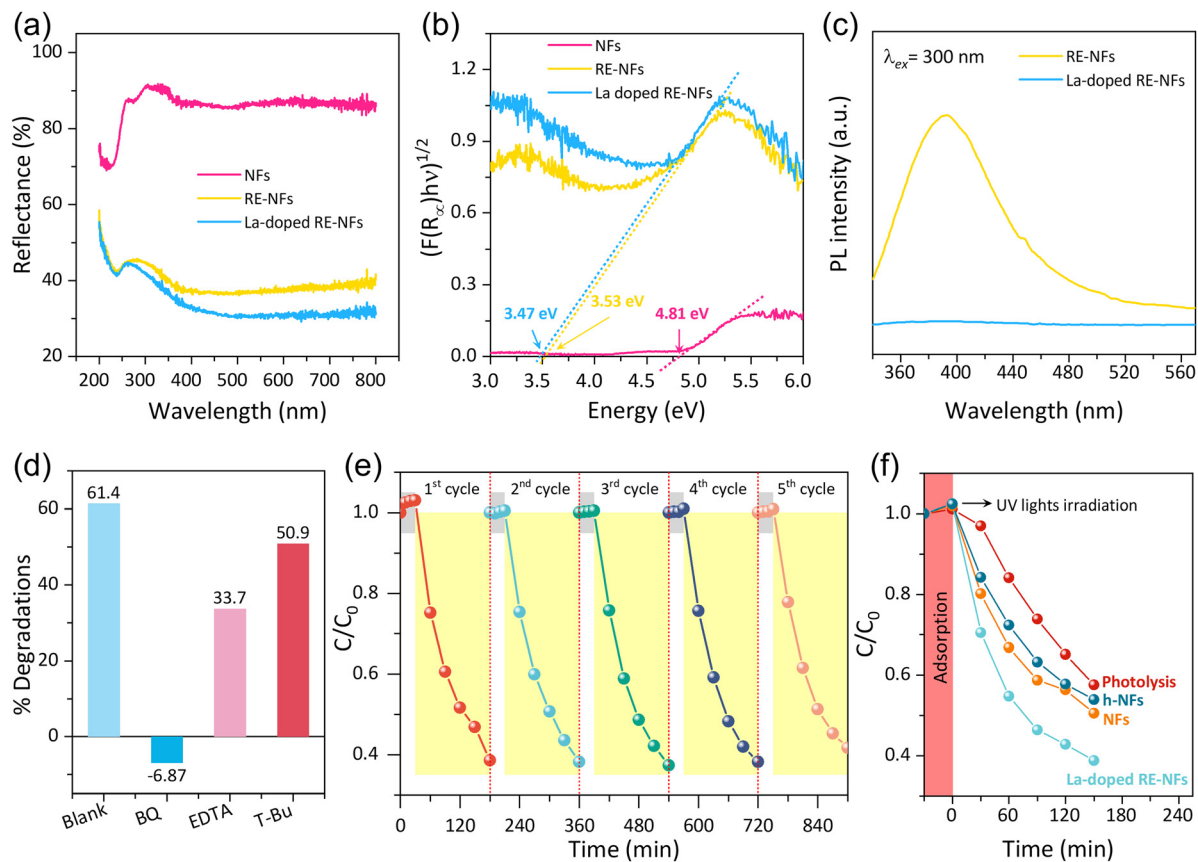 (a)
100
80
60
40
20
Reflectance (%)
NFs
RE-NFs
La-doped RE-NFs
200 300 400 500 600 700 800
Wavelength (nm)
(b)
NFs
RE-NFs
La doped RE-NFs
1.2
0.9
0.6
0.3
0.0
(F(R∝)hν)1/2
3.47 eV
3.53 eV
4.81 eV
3.0 3.5 4.0 4.5 5.0 5.5 6.0
Energy (eV)
(c)
λex= 300 nm
RE-NFs
La-doped RE-NFs
PL intensity (a.u.)
360 400 440 480 520 560
Wavelength (nm)
(d)
% Degradations
60
40
20
0
61.4
-6.87
33.7
50.9
Blank
BQ
EDTA
T-Bu
(e)
1st cycle
2nd cycle
3rd cycle
4th cycle
5th cycle
C/C0
1.0
0.8
0.6
0.4
0 120 240 360 480 600 720 840
Time (min)
(f)
UV lights irradiation
Adsorption
C/C0
1.0
0.8
0.6
0.4
Photolysis
h-NFs
NFs
La-doped RE-NFs
0 60 120 180 240
Time (min)